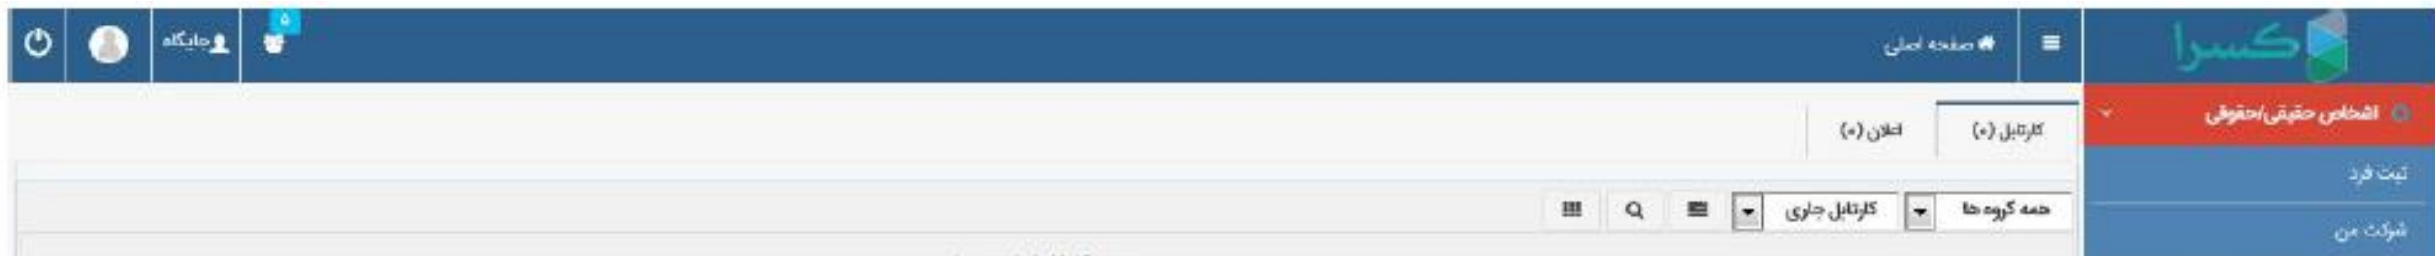 کسرا
صفحه اصلی
جایگاه
۵
اشخاص حقیقی/حقوقی
ثبت فرد
شرکت من
کارتابل (۰)
اعلان (۰)
همه گروه ها
کارتابل جاری